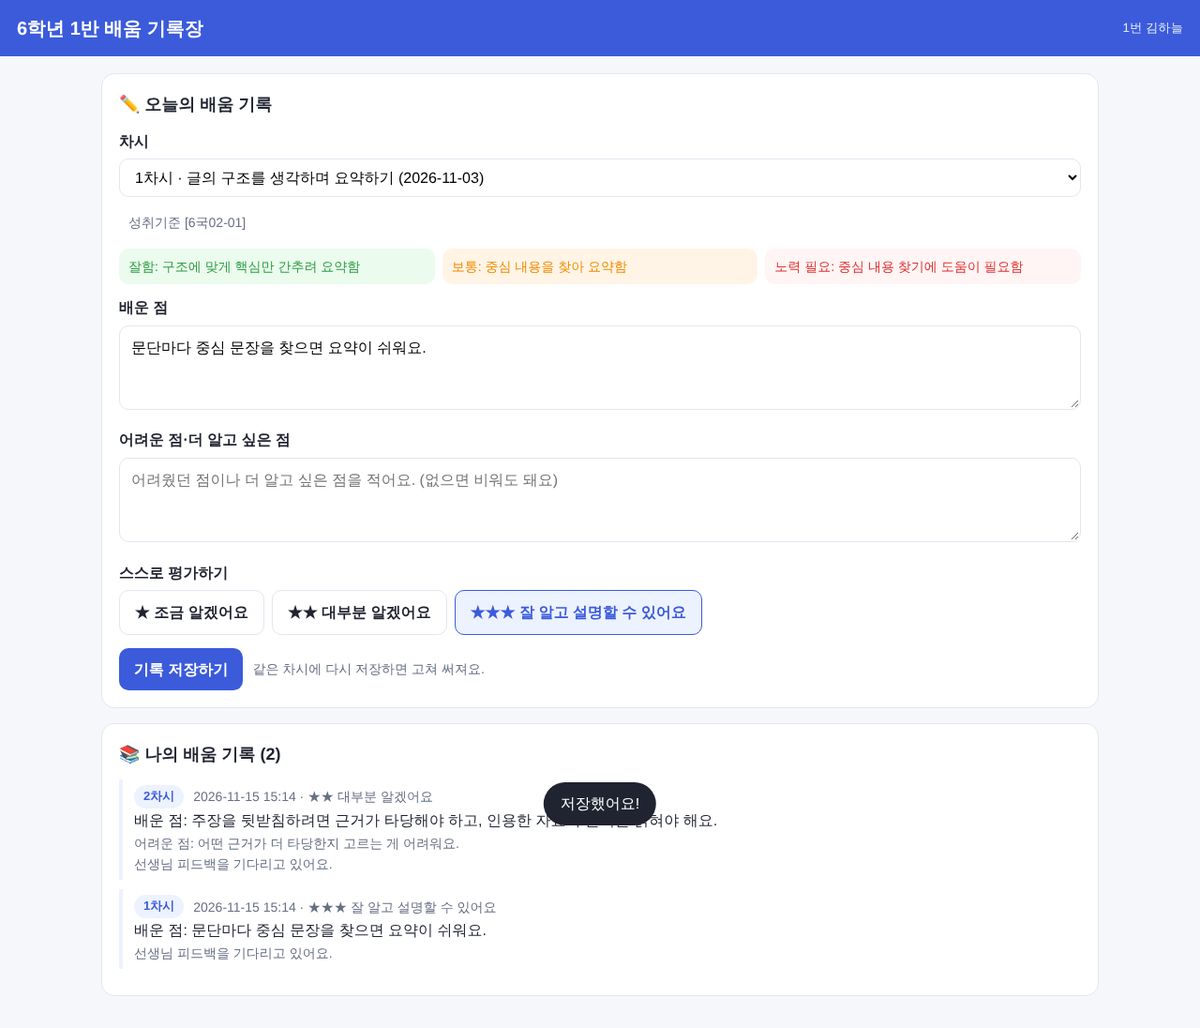 6학년 1반 배움 기록장
1번 김하늘
✏️ 오늘의 배움 기록
차시
1차시 · 글의 구조를 생각하며 요약하기 (2026-11-03)
성취기준 [6국02-01]
잘함: 구조에 맞게 핵심만 간추려 요약함
보통: 중심 내용을 찾아 요약함
노력 필요: 중심 내용 찾기에 도움이 필요함
배운 점
문단마다 중심 문장을 찾으면 요약이 쉬워요.
어려운 점·더 알고 싶은 점
어려웠던 점이나 더 알고 싶은 점을 적어요. (없으면 비워도 돼요)
스스로 평가하기
★ 조금 알겠어요
★★ 대부분 알겠어요
★★★ 잘 알고 설명할 수 있어요
기록 저장하기
같은 차시에 다시 저장하면 고쳐 써져요.
📚 나의 배움 기록 (2)
2차시 2026-11-15 15:14 · ★★ 대부분 알겠어요
저장했어요!
배운 점: 주장을 뒷받침하려면 근거가 타당해야 하고, 인용한 해요.
어려운 점: 어떤 근거가 더 타당한지 고르는 게 어려워요.
선생님 피드백을 기다리고 있어요.
1차시 2026-11-15 15:14 · ★★★ 잘 알고 설명할 수 있어요
배운 점: 문단마다 중심 문장을 찾으면 요약이 쉬워요.
선생님 피드백을 기다리고 있어요.